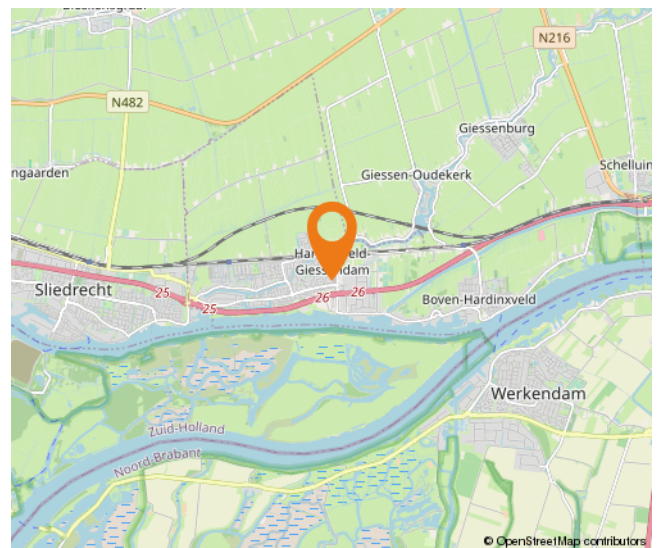 N216
N482
Giessenburg
Giessen-Oudekerk
Schelluin
ngaarden
Giessendam
Sliedrecht
25
25
26
26
Boven-Hardinxveld
Werkendam
Zuid-Holland
Noord-Brabant
© OpenStreetMap contributors